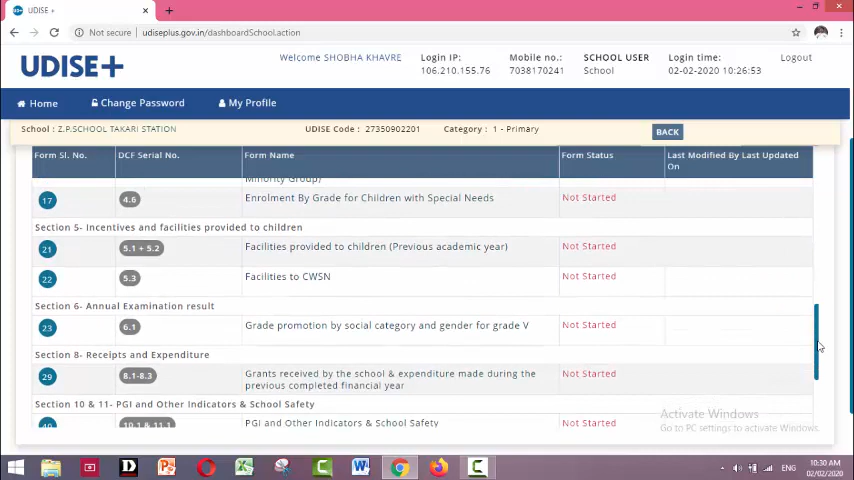 UDISE +
Not secure | udiseplus.gov.in/dashboardSchool.action
UDISE+
Welcome SHOBHA KHAVRE
Login IP:
106.210.155.76
Mobile no.:
7038170241
SCHOOL USER
School
Login time:
02-02-2020 10:26:53
Logout
Home
Change Password
My Profile
School : Z.P.SCHOOL TAKARI STATION
UDISE Code : 27350902201
Category : 1 - Primary
BACK
Form Sl. No.
DCF Serial No.
Form Name
Form Status
Last Modified By Last Updated
On
Minority Group)
17 4.6 Enrolment By Grade for Children with Special Needs Not Started
Section 5- Incentives and facilities provided to children
21 5.1 + 5.2 Facilities provided to children (Previous academic year) Not Started
22 5.3 Facilities to CWSN Not Started
Section 6- Annual Examination result
23 6.1 Grade promotion by social category and gender for grade V Not Started
Section 8- Receipts and Expenditure
29 8.1-8.3 Grants received by the school & expenditure made during the Not Started
previous completed financial year
Section 10 & 11- PGI and Other Indicators & School Safety
40 10.1 & 11.1 PGI and Other Indicators & School Safety Not Started
Activate Windows
Go to PC settings to activate Windows.
ENG
10:30 AM
02/02/2020